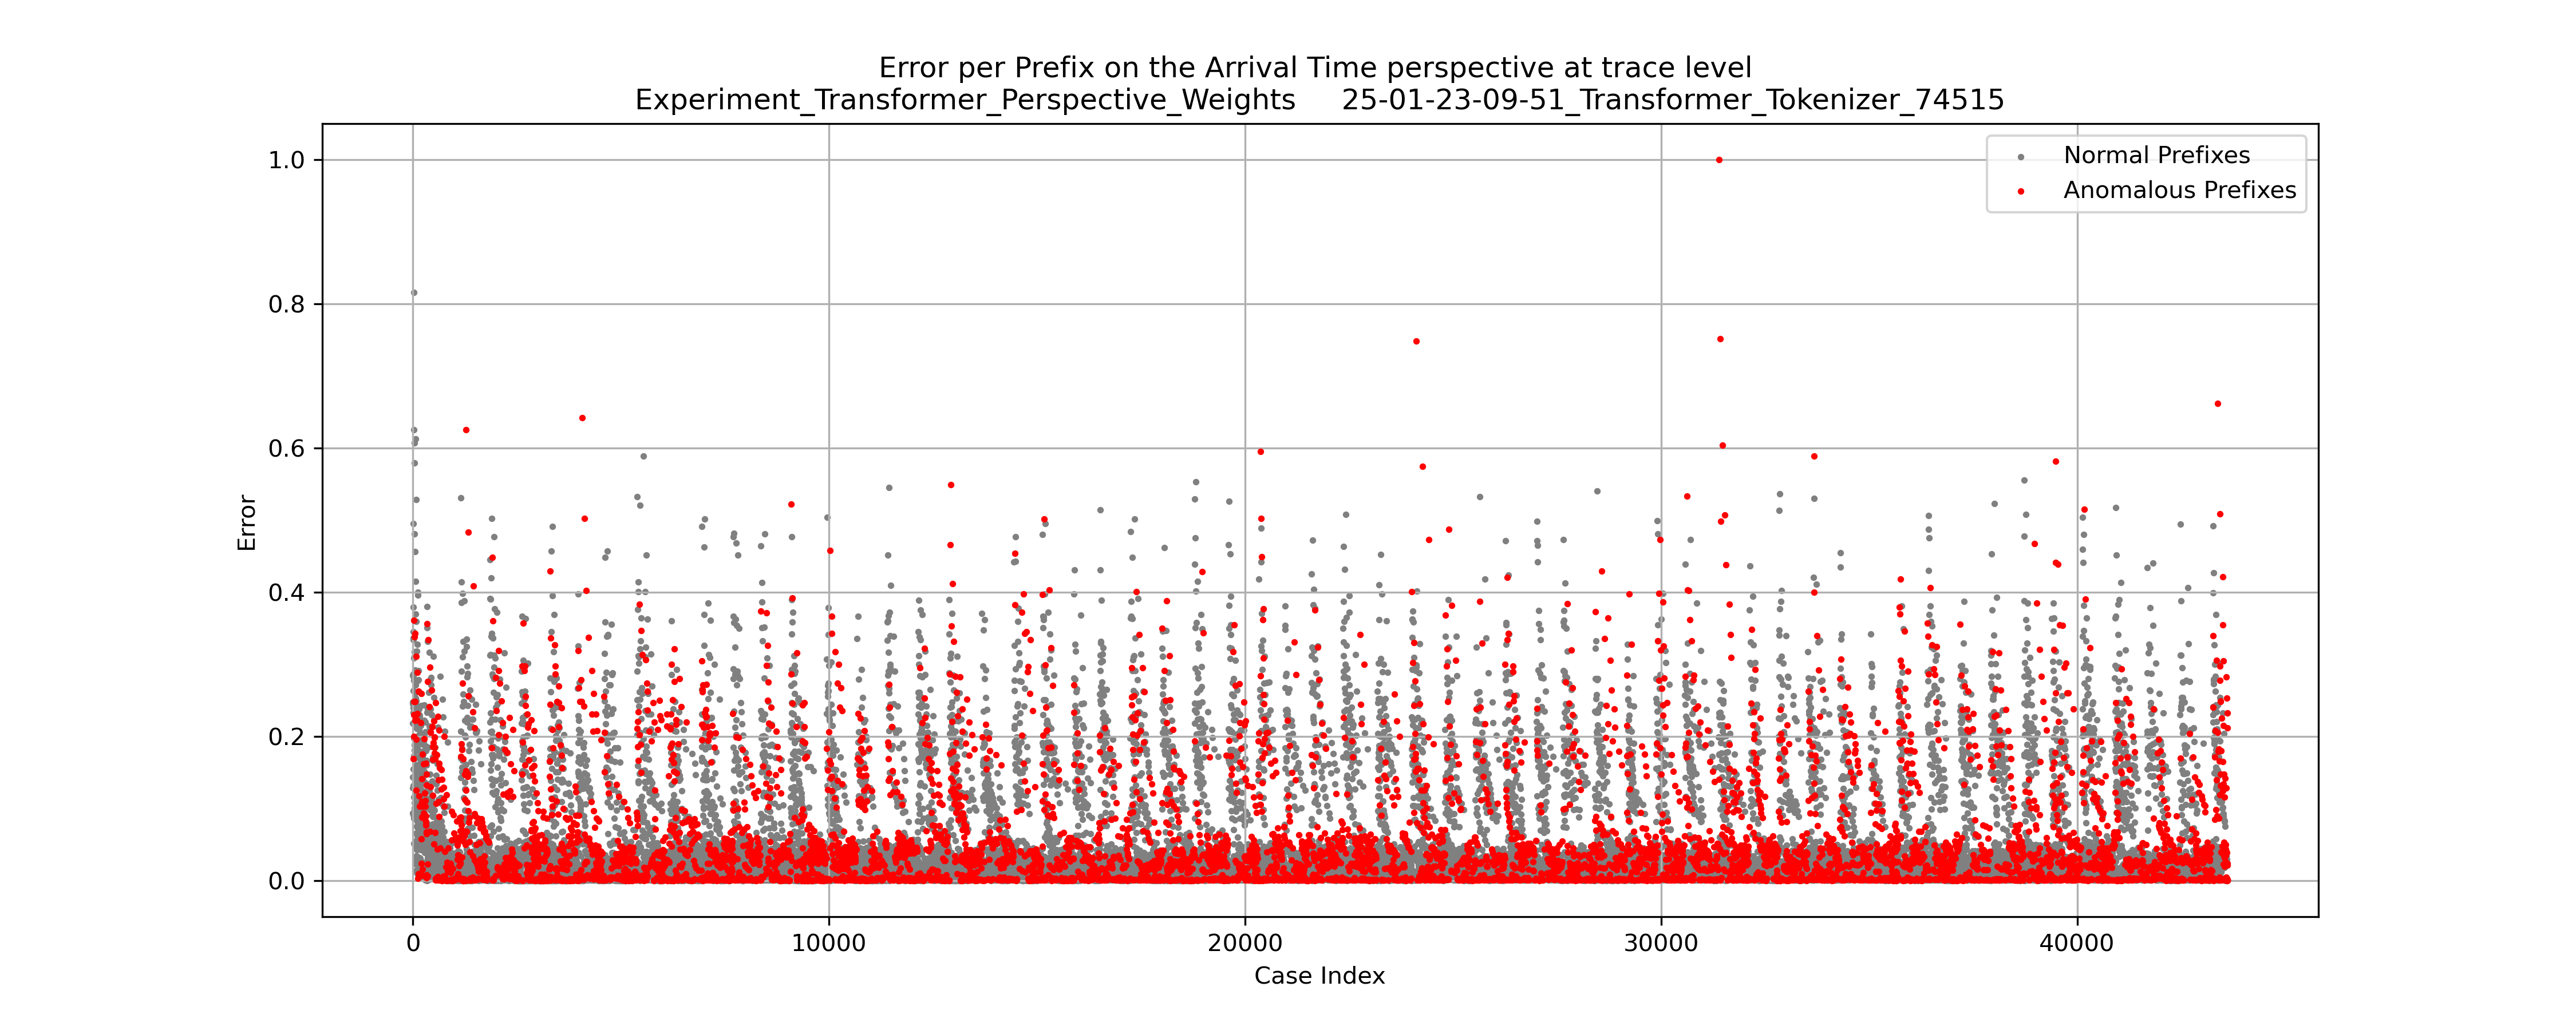 Error per Prefix on the Arrival Time perspective at trace level
Experiment_Transformer_Perspective_Weights 25-01-23-09-51_Transformer_Tokenizer_74515
Normal Prefixes
Anomalous Prefixes
Error
1.0
0.8
0.6
0.4
0.2
0.0
0 10000 20000 30000 40000
Case Index